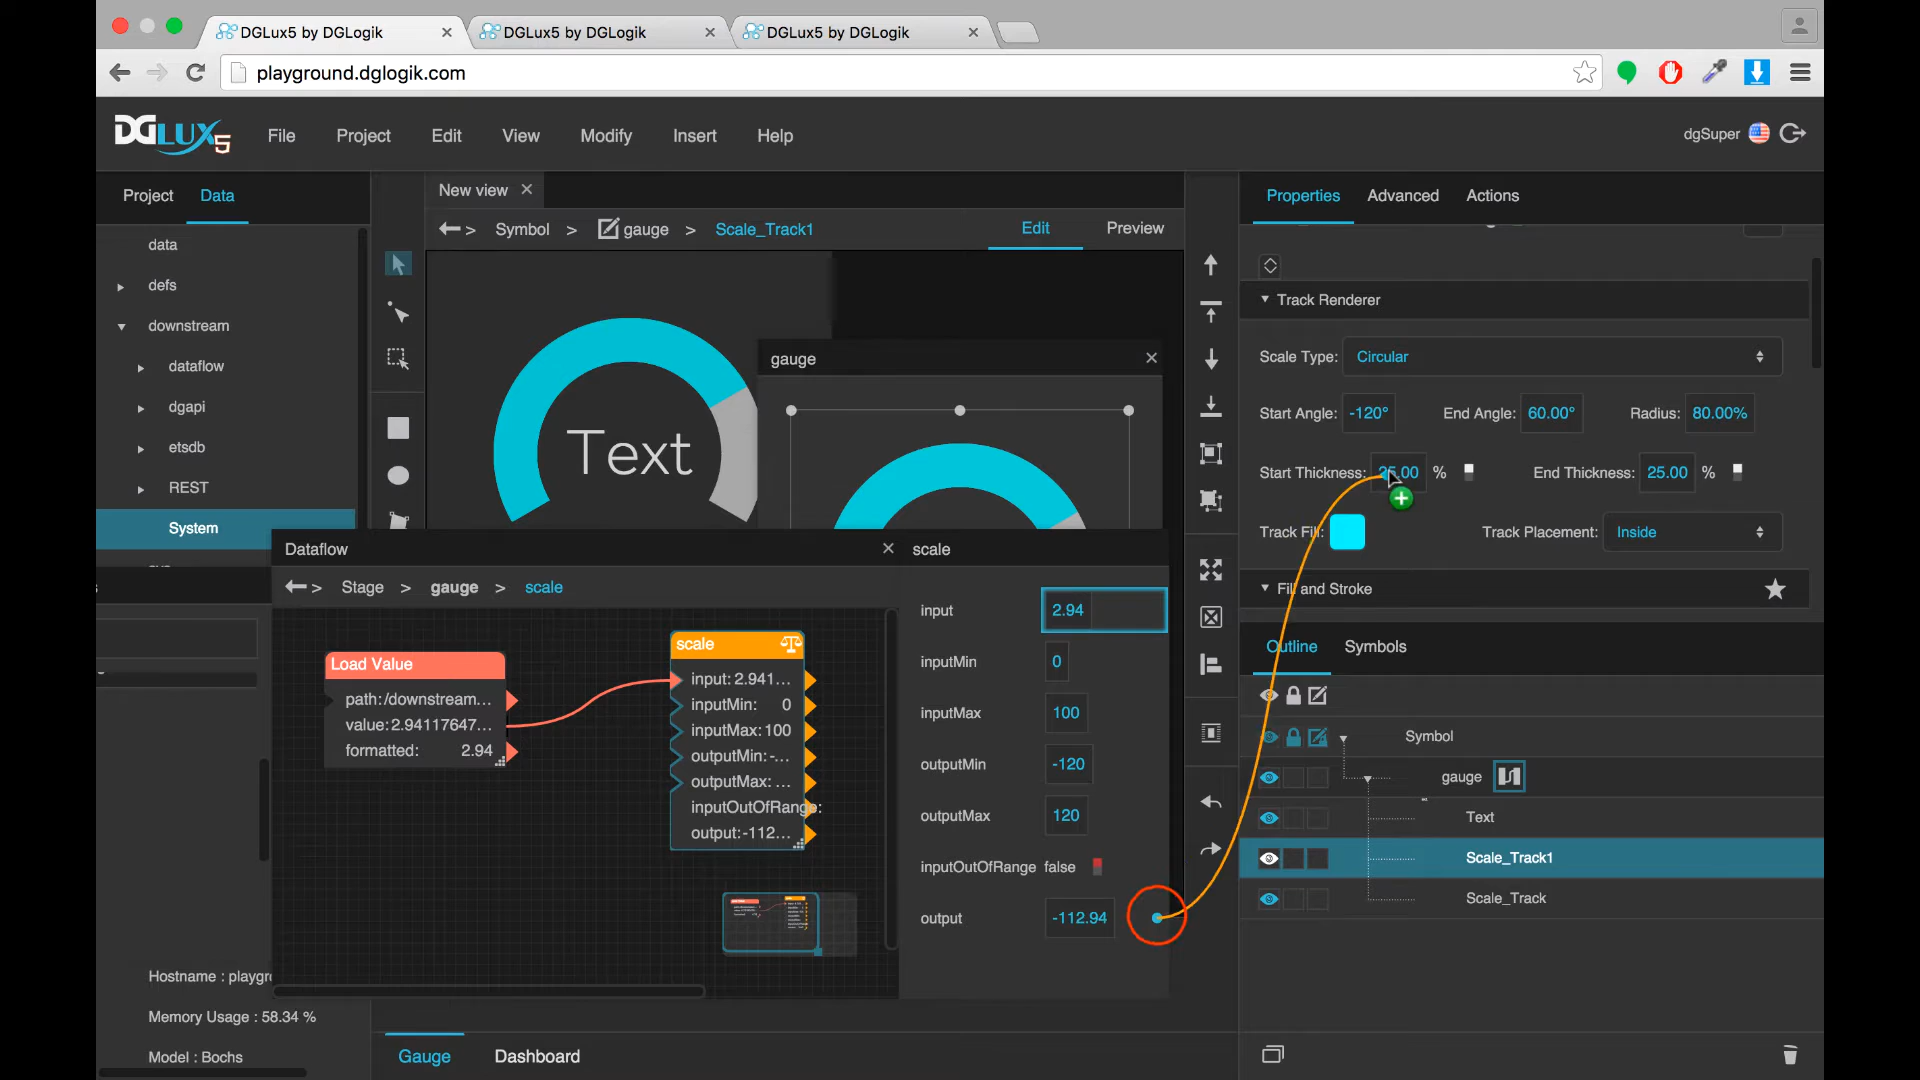 DGLux5 by DGLogik
DGLux5 by DGLogik
DGLux5 by DGLogik
playground.dglogik.com
DGLUX5
File Project Edit View Modify Insert Help
dgSuper
Project Data
New view
Properties Advanced Actions
Symbol > gauge > Scale_Track1
Edit Preview
data
defs
downstream
dataflow
dgapi
etsdb
REST
System
Text
gauge
Track Renderer
Scale Type: Circular
Start Angle: -120° End Angle: 60.00° Radius: 80.00%
Start Thickness: 25.00 % End Thickness: 25.00 %
Track Fill: Track Placement: Inside
Fill and Stroke
Dataflow
Stage > gauge > scale
Load Value
path:/downstream...
value:2.94117647...
formatted: 2.94
scale
input: 2.941...
inputMin: 0
inputMax: 100
outputMin: -...
outputMax: ...
inputOutOfRange:
output:-112...
scale
input 2.94
inputMin 0
inputMax 100
outputMin -120
outputMax 120
inputOutOfRange false
output -112.94
Outline Symbols
Symbol
gauge
Text
Scale_Track1
Scale_Track
Hostname : playgr
Memory Usage : 58.34 %
Model : Bochs
Gauge Dashboard